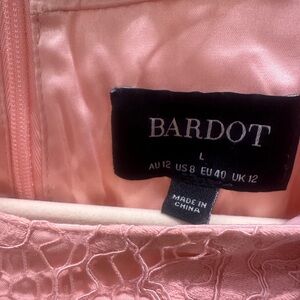 BARDOT
L
AU 12 US 8 EU 40 UK 12
MADE IN
CHINA